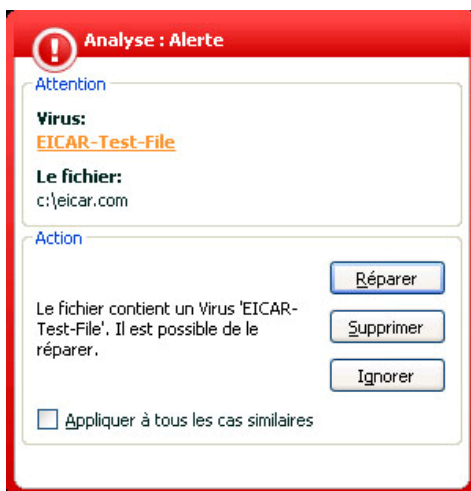 Analyse : Alerte
Attention
Virus:
EICAR-Test-File
Le fichier:
c:\eicar.com
Action
Réparer
Le fichier contient un Virus 'EICAR-
Test-File'. Il est possible de le
réparer.
Supprimer
Ignorer
Appliquer à tous les cas similaires